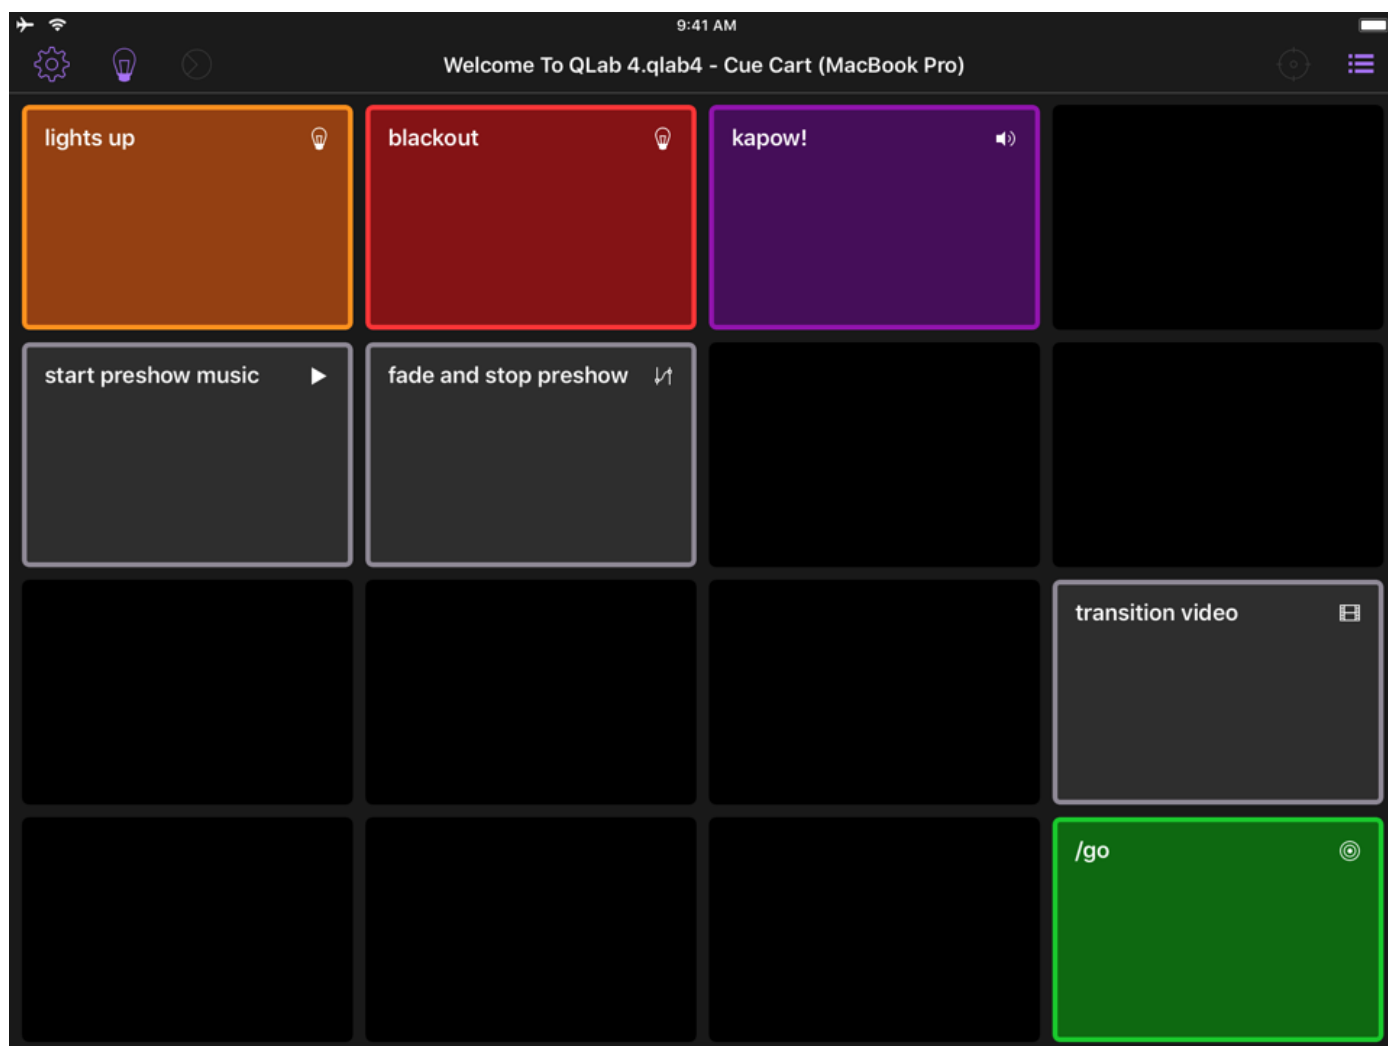 9:41 AM
Welcome To QLab 4.qlab4 - Cue Cart (MacBook Pro)
lights up
blackout
kapow!
start preshow music
fade and stop preshow
transition video
/go